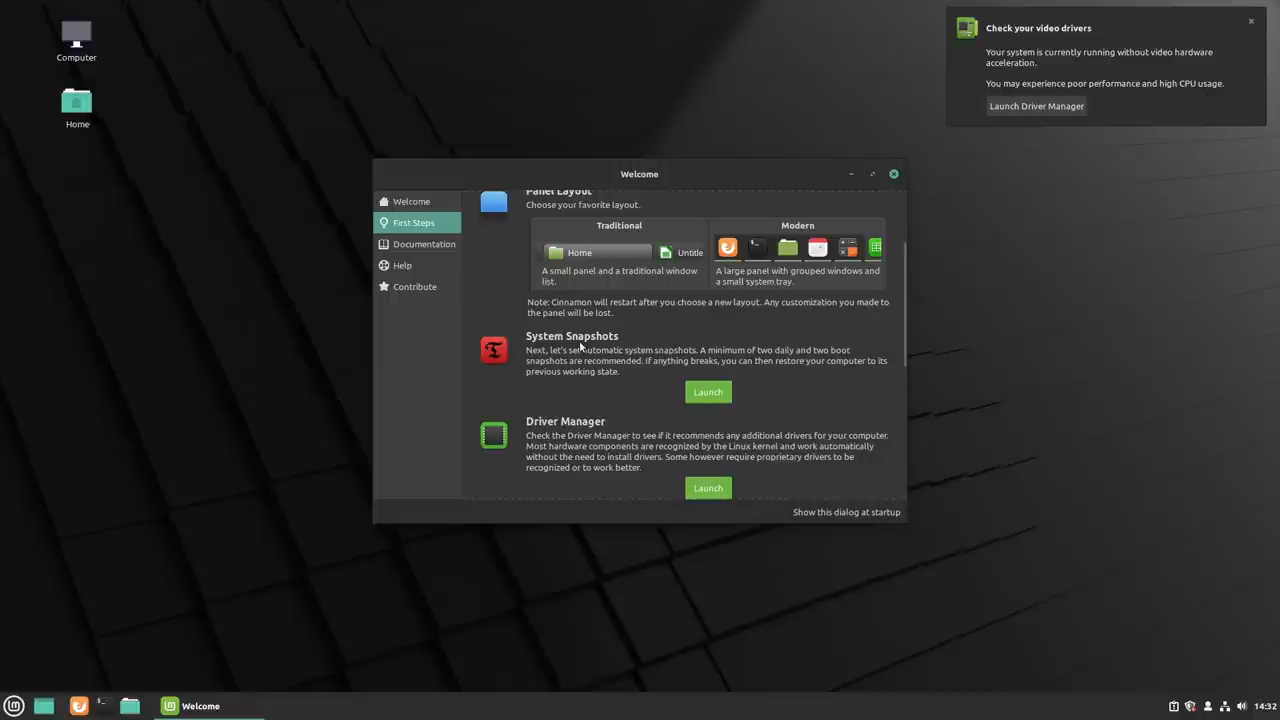 Computer
Home
Check your video drivers
Your system is currently running without video hardware
acceleration.
You may experience poor performance and high CPU usage.
Launch Driver Manager
Welcome
Welcome
First Steps
Documentation
Help
Contribute
Panel Layout
Choose your favorite layout.
Traditional
Home
Untitle
A small panel and a traditional window
list.
Modern
A large panel with grouped windows and
a small system tray.
Note: Cinnamon will restart after you choose a new layout. Any customization you made to
the panel will be lost.
System Snapshots
Next, let's set automatic system snapshots. A minimum of two daily and two boot
snapshots are recommended. If anything breaks, you can then restore your computer to its
previous working state.
Launch
Driver Manager
Check the Driver Manager to see if it recommends any additional drivers for your computer.
Most hardware components are recognized by the Linux kernel and work automatically
without the need to install drivers. Some however require proprietary drivers to be
recognized or to work better.
Launch
Show this dialog at startup
Welcome
14:32